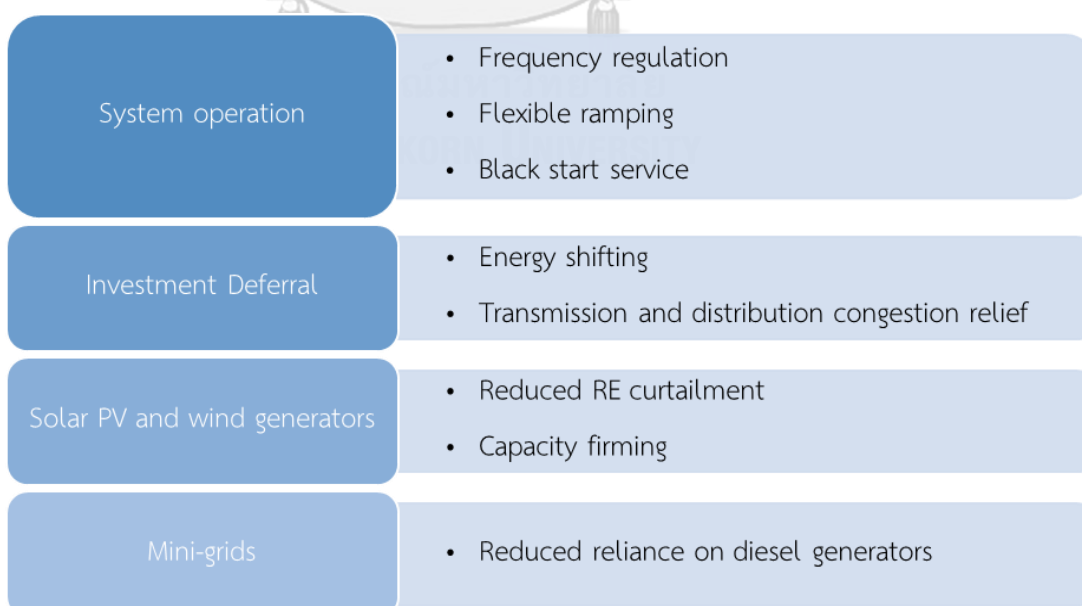 System operation
• Frequency regulation
• Flexible ramping
• Black start service
Investment Deferral
• Energy shifting
• Transmission and distribution congestion relief
Solar PV and wind generators
• Reduced RE curtailment
• Capacity firming
Mini-grids
• Reduced reliance on diesel generators
UNIVERSITY